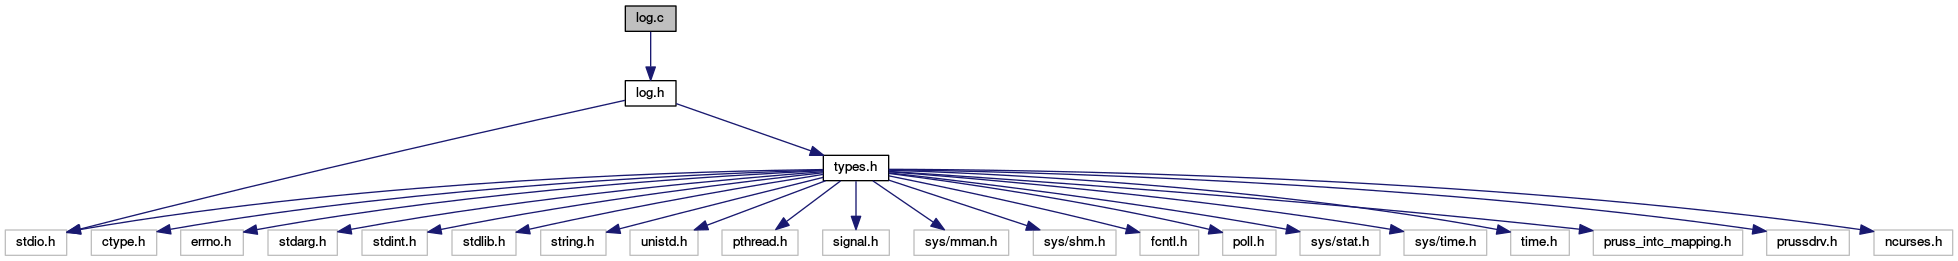 log.c
log.h
types.h
stdio.h
ctype.h
errno.h
stdarg.h
stdint.h
stdlib.h
string.h
unistd.h
pthread.h
signal.h
sys/mman.h
sys/shm.h
fcntl.h
poll.h
sys/stat.h
sys/time.h
time.h
pruss_intc_mapping.h
prussdrv.h
ncurses.h